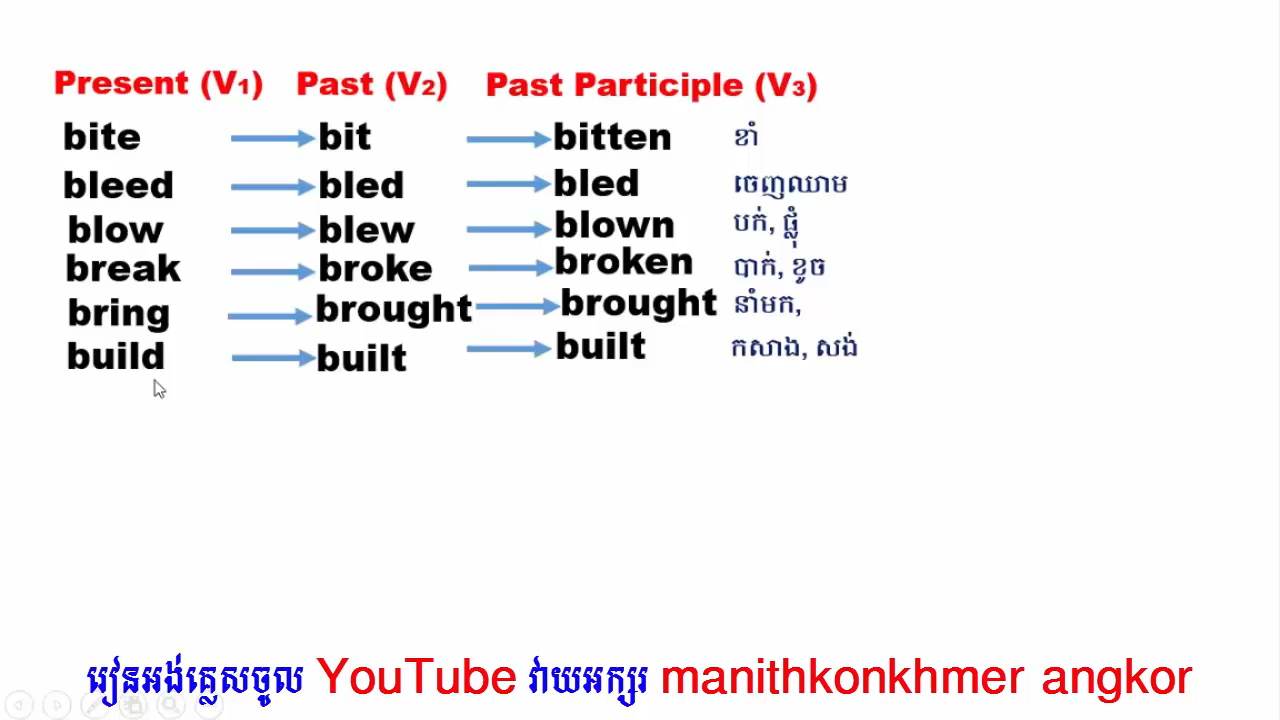 Present (V1) Past (V2) Past Participle (V3)
bite bit bitten ខាំ
bleed bled bled ចេញឈាម
blow blew blown បក់, ផ្លុំ
break broke broken បាក់, ខូច
bring brought brought នាំមក,
build built built កសាង, សង់
រៀនអង់គ្លេសចូល YouTube វាយអក្សរ manithkonkhmer angkor